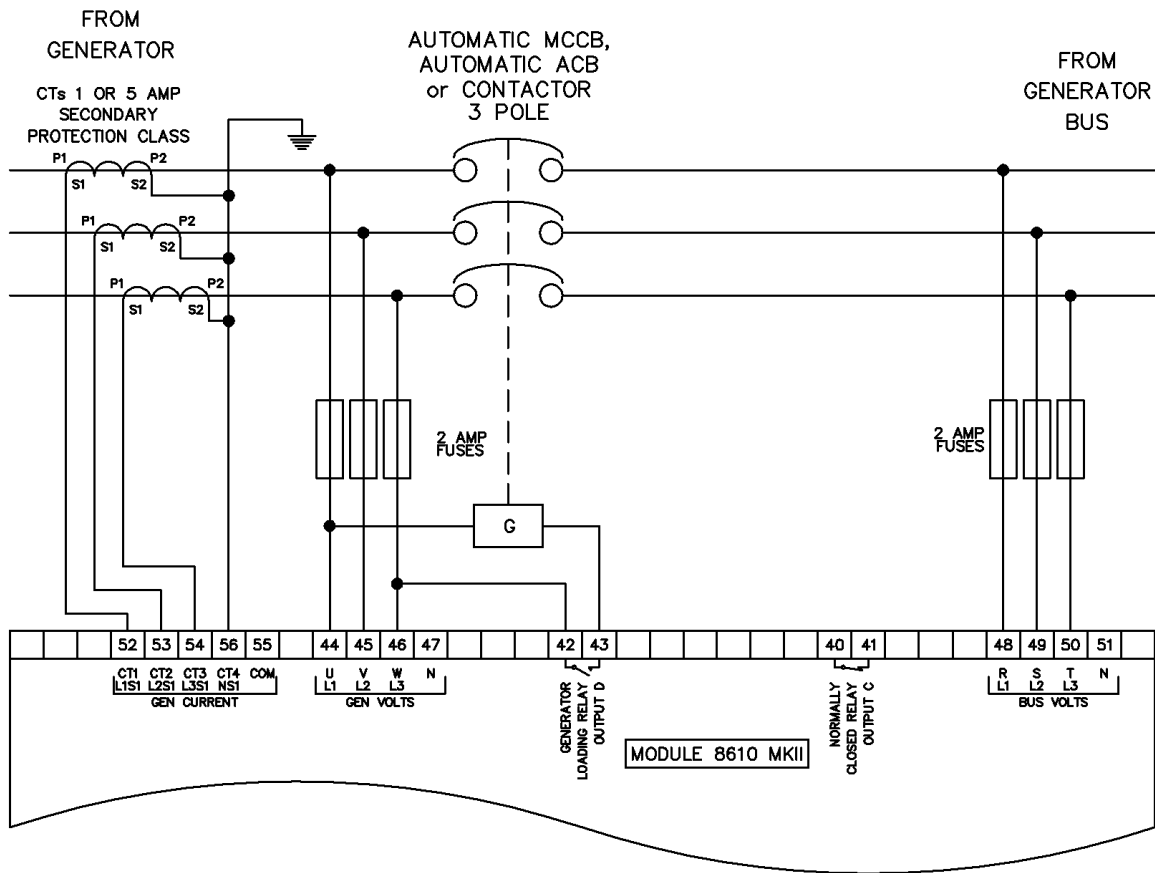 FROM
GENERATOR
CTs 1 OR 5 AMP
SECONDARY
PROTECTION CLASS
AUTOMATIC MCCB,
AUTOMATIC ACB
or CONTACTOR
3 POLE
FROM
GENERATOR
BUS
P1 P2
S1 S2
P1 P2
S1 S2
P1 P2
S1 S2
2 AMP
FUSES
2 AMP
FUSES
G
52 53 54 56 55 44 45 46 47 42 43 40 41 48 49 50 51
CT1 CT2 CT3 CT4 COM
L1S1 L2S1 L3S1 NS1
GEN CURRENT
U V W N
L1 L2 L3
GEN VOLTS
GENERATOR
LOADING RELAY
OUTPUT D
NORMALLY
CLOSED RELAY
OUTPUT C
R S T N
L1 L2 L3
BUS VOLTS
MODULE 8610 MKII